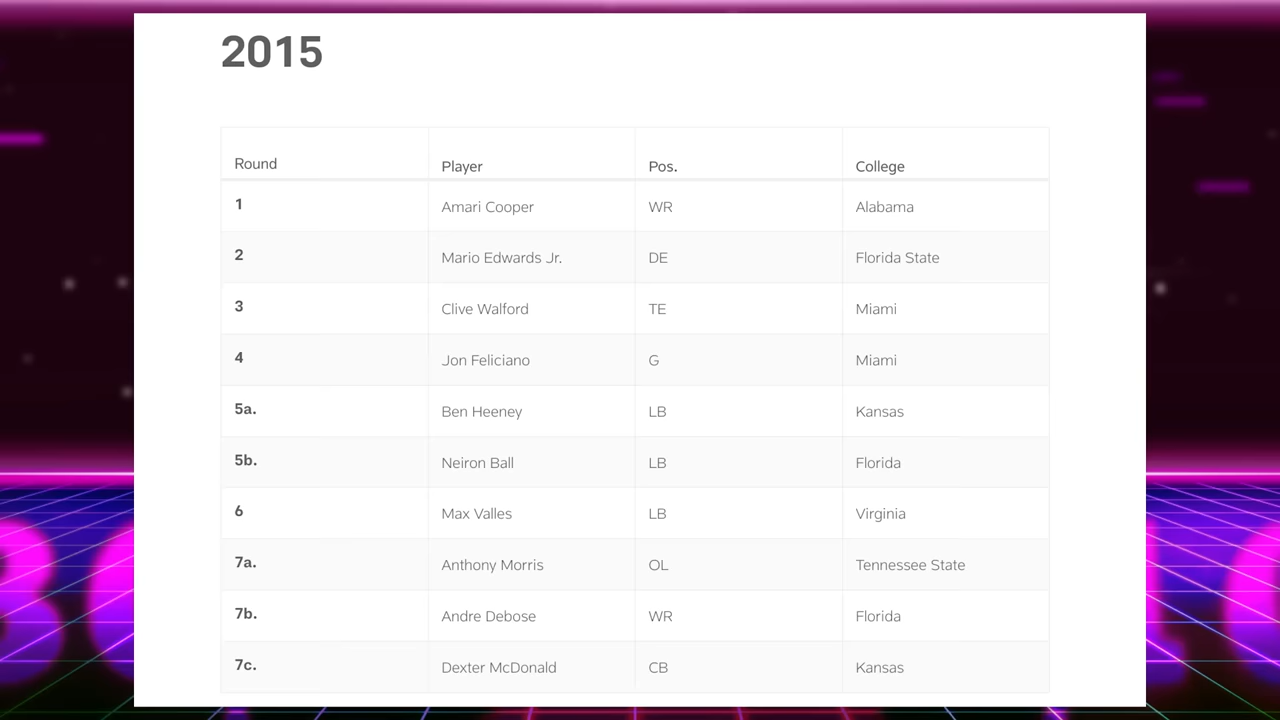 2015
Round Player Pos. College
1 Amari Cooper WR Alabama
2 Mario Edwards Jr. DE Florida State
3 Clive Walford TE Miami
4 Jon Feliciano G Miami
5a. Ben Heeney LB Kansas
5b. Neiron Ball LB Florida
6 Max Valles LB Virginia
7a. Anthony Morris OL Tennessee State
7b. Andre Debose WR Florida
7c. Dexter McDonald CB Kansas